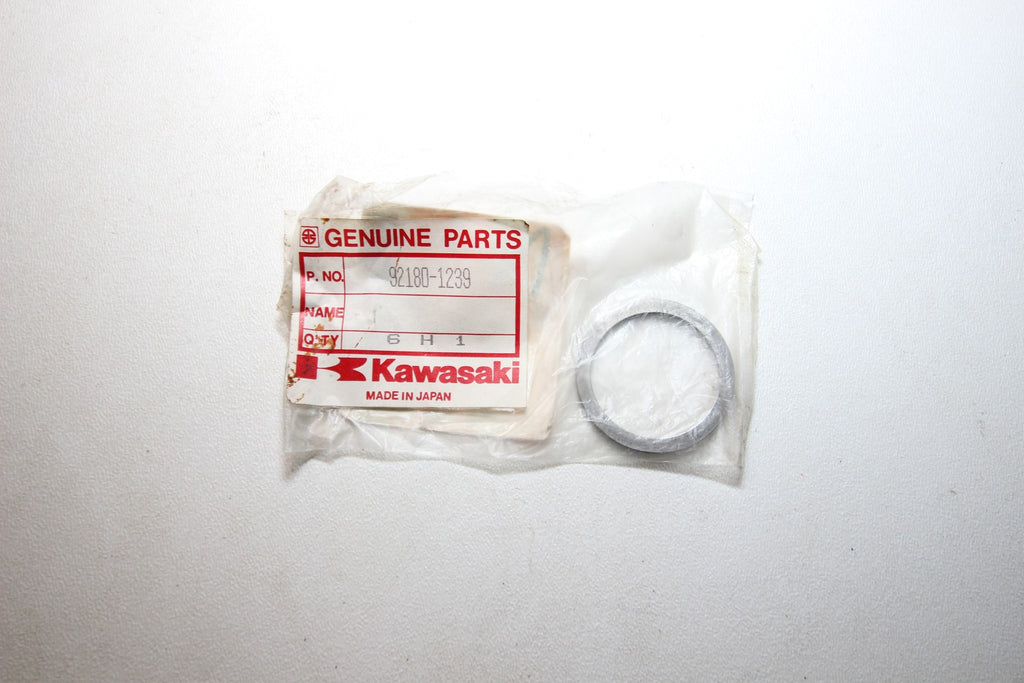 GENUINE PARTS
P. NO. 92180-1239
NAME
Q'TY 6 H 1
Kawasaki
MADE IN JAPAN